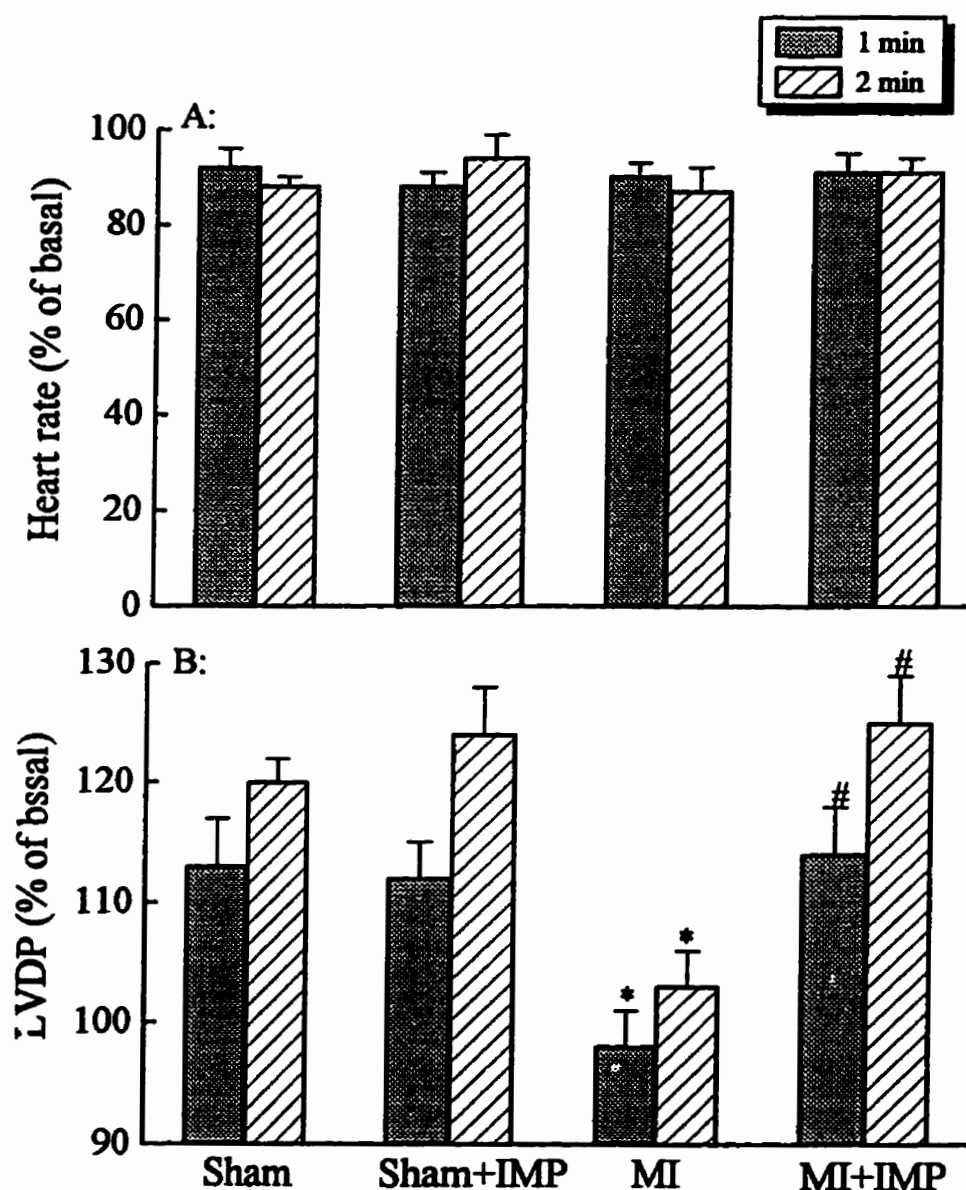 1 min
2 min
A:
100
80
60
40
20
0
Heart rate (% of basal)
B:
130
120
110
100
90
LVDP (% of bssal)
*
*
#
#
Sham Sham+IMP MI MI+IMP